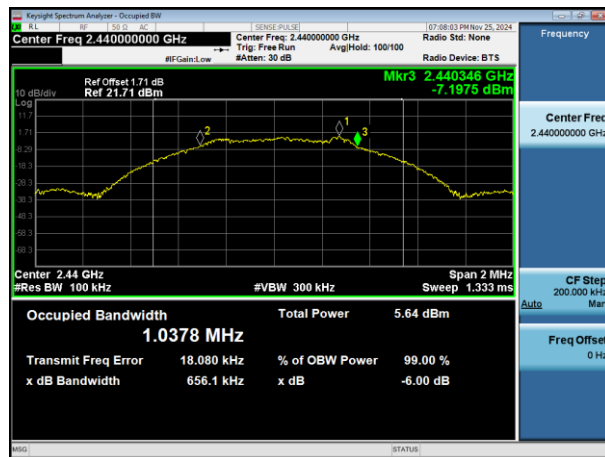 Keysight Spectrum Analyzer - Occupied BW
RL RF 50 Ω AC SENSE:PULSE 07:08:03 PM Nov 25, 2024
Center Freq 2.440000000 GHz Center Freq: 2.440000000 GHz Radio Std: None Frequency
Trig: Free Run Avg|Hold: 100/100
#IFGain:Low #Atten: 30 dB Radio Device: BTS
Ref Offset 1.71 dB Mkr3 2.440346 GHz
10 dB/div Ref 21.71 dBm -7.1975 dBm
Log
11.7
1.71
-8.29
-18.3
-28.3
-38.3
-48.3
-58.3
-68.3
2 1 3
Center 2.44 GHz Span 2 MHz
#Res BW 100 kHz #VBW 300 kHz Sweep 1.333 ms
Occupied Bandwidth Total Power 5.64 dBm
1.0378 MHz
Transmit Freq Error 18.080 kHz % of OBW Power 99.00 %
x dB Bandwidth 656.1 kHz x dB -6.00 dB
Center Freq
2.440000000 GHz
CF Step
200.000 kHz
Auto Man
Freq Offset
0 Hz
MSG STATUS